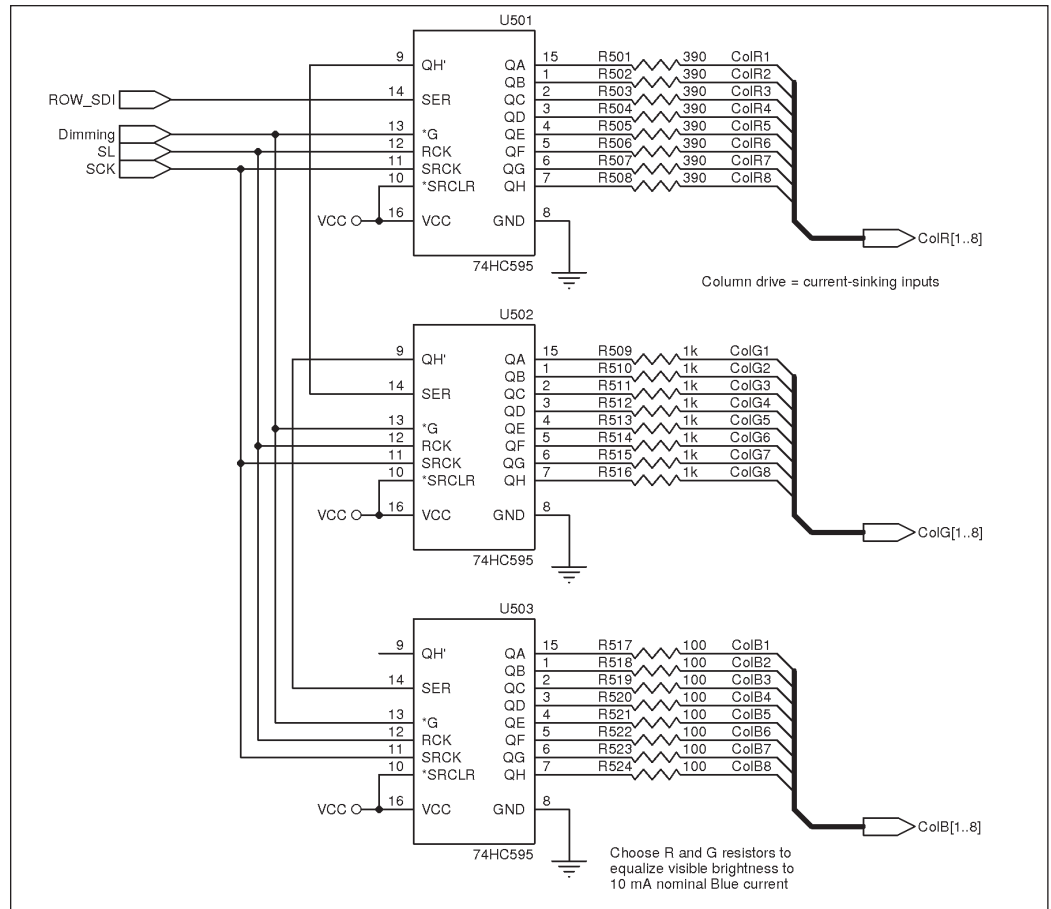 U501
9 QH' QA 15 R501 390 ColR1
QB 1 R502 390 ColR2
ROW_SDI 14 SER QC 2 R503 390 ColR3
QD 3 R504 390 ColR4
Dimming 13 *G QE 4 R505 390 ColR5
SL 12 RCK QF 5 R506 390 ColR6
SCK 11 SRCK QG 6 R507 390 ColR7
10 *SRCLR QH 7 R508 390 ColR8
VCC 16 VCC GND 8
ColR[1..8]
74HC595
Column drive = current-sinking inputs
U502
9 QH' QA 15 R509 1k ColG1
QB 1 R510 1k ColG2
14 SER QC 2 R511 1k ColG3
QD 3 R512 1k ColG4
13 *G QE 4 R513 1k ColG5
12 RCK QF 5 R514 1k ColG6
11 SRCK QG 6 R515 1k ColG7
10 *SRCLR QH 7 R516 1k ColG8
VCC 16 VCC GND 8
ColG[1..8]
74HC595
U503
9 QH' QA 15 R517 100 ColB1
QB 1 R518 100 ColB2
14 SER QC 2 R519 100 ColB3
QD 3 R520 100 ColB4
13 *G QE 4 R521 100 ColB5
12 RCK QF 5 R522 100 ColB6
11 SRCK QG 6 R523 100 ColB7
10 *SRCLR QH 7 R524 100 ColB8
VCC 16 VCC GND 8
ColB[1..8]
74HC595
Choose R and G resistors to
equalize visible brightness to
10 mA nominal Blue current